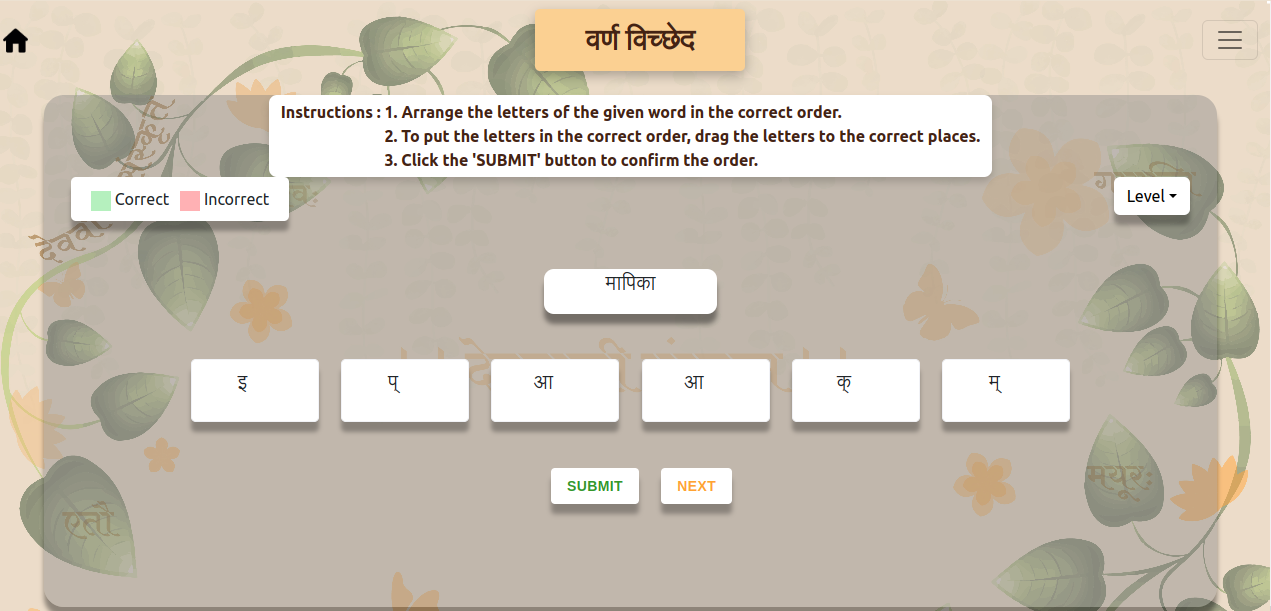 वर्ण विच्छेद
Instructions : 1. Arrange the letters of the given word in the correct order.
2. To put the letters in the correct order, drag the letters to the correct places.
3. Click the 'SUBMIT' button to confirm the order.
Correct Incorrect
Level
मापिका
इ प् आ आ क् म्
SUBMIT NEXT
मयूरः
एतौ